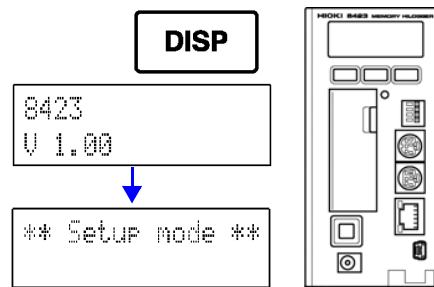 DISP
HIOKI 8423 MEMORY HiLOGGER
8423
V 1.00
** Setup mode **